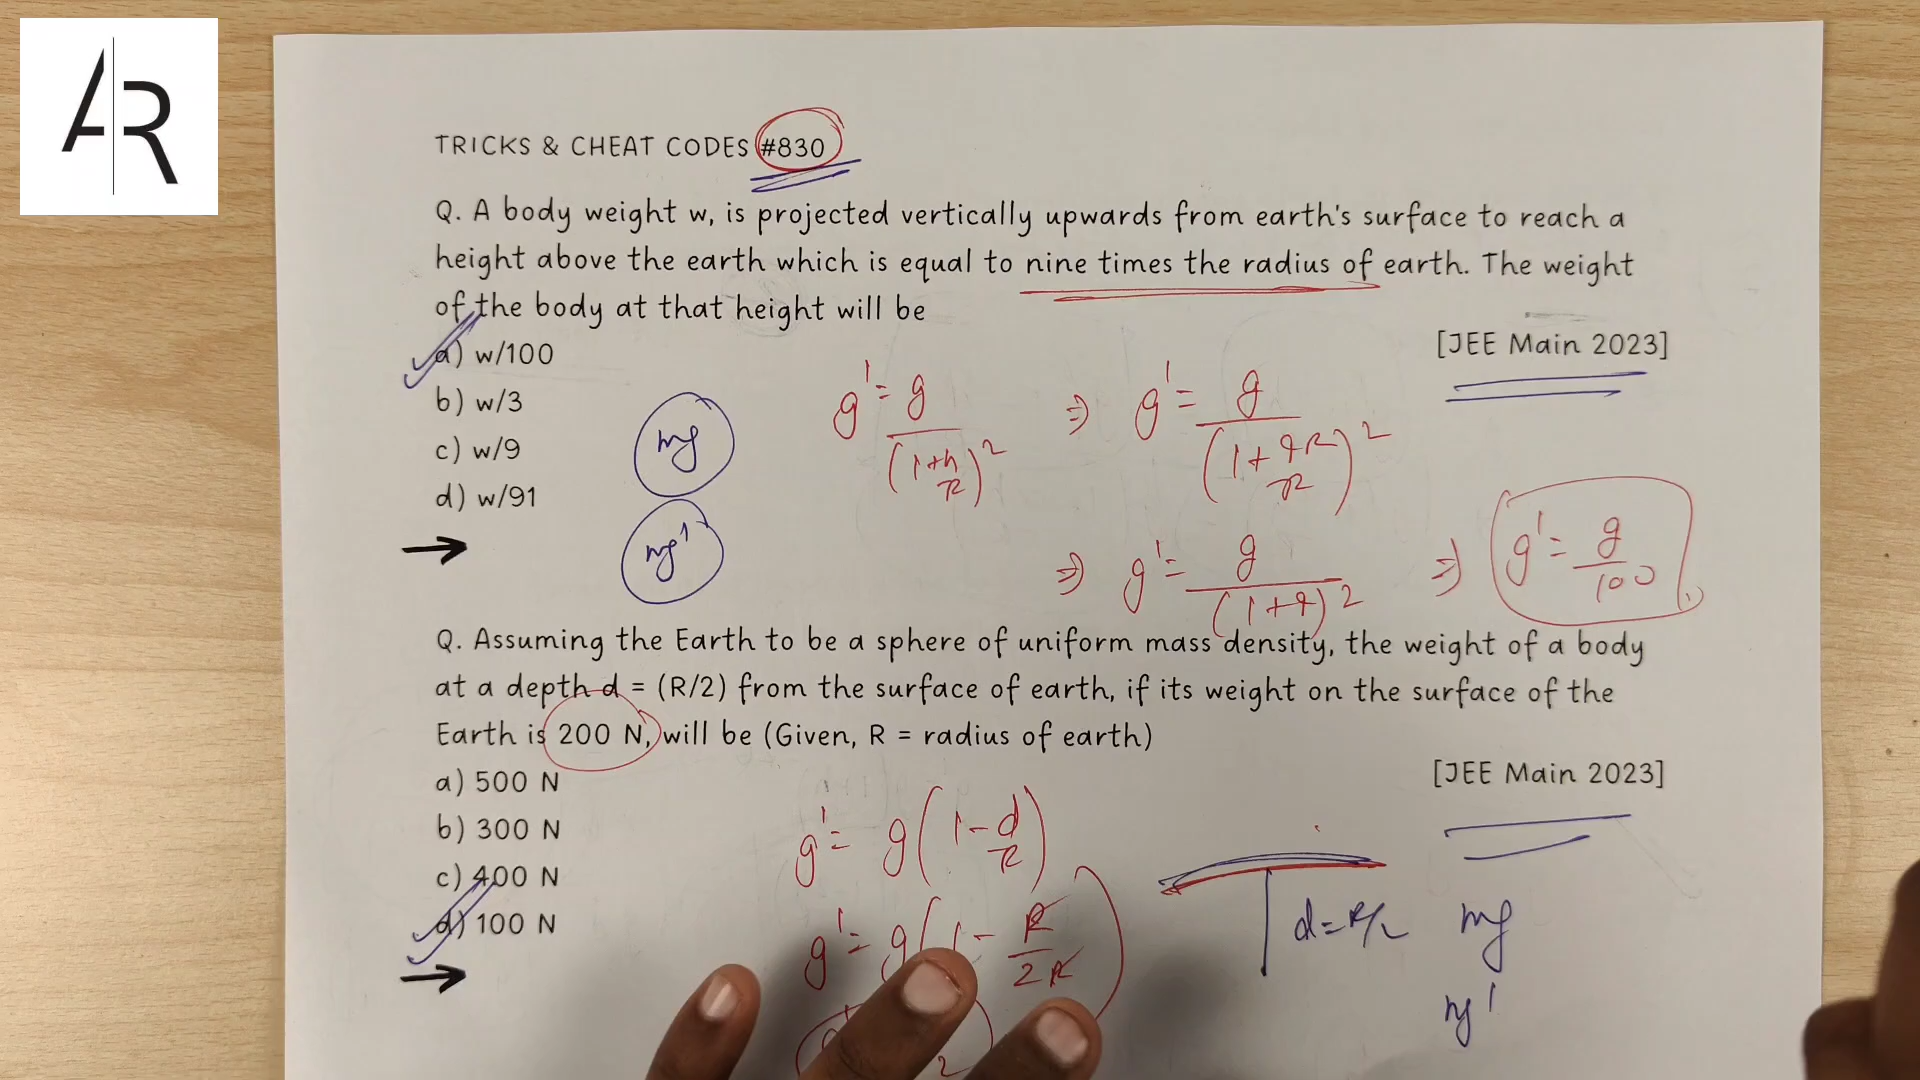 AR
TRICKS & CHEAT CODES #830
Q. A body weight w, is projected vertically upwards from earth's surface to reach a
height above the earth which is equal to nine times the radius of earth. The weight
of the body at that height will be
[JEE Main 2023]
a) w/100
b) w/3
c) w/9
d) w/91
mg
mg'
g' = g/(1+h/R)²
⇒ g' = g/(1+9R/R)²
⇒ g' = g/(1+9)²
⇒ g' = g/100
Q. Assuming the Earth to be a sphere of uniform mass density, the weight of a body
at a depth d = (R/2) from the surface of earth, if its weight on the surface of the
Earth is 200 N, will be (Given, R = radius of earth)
[JEE Main 2023]
a) 500 N
b) 300 N
c) 400 N
d) 100 N
g' = g(1-d/R)
g' = g(1-R/2R)
d=R/2
mg
mg'
2